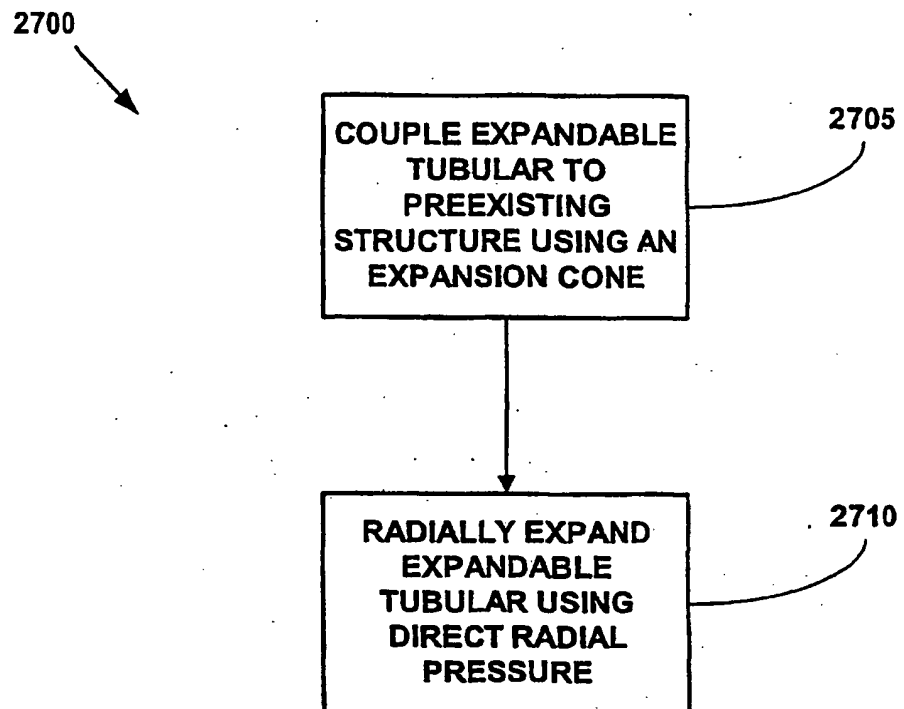 2700
COUPLE EXPANDABLE
TUBULAR TO
PREEXISTING
STRUCTURE USING AN
EXPANSION CONE
2705
RADIALLY EXPAND
EXPANDABLE
TUBULAR USING
DIRECT RADIAL
PRESSURE
2710